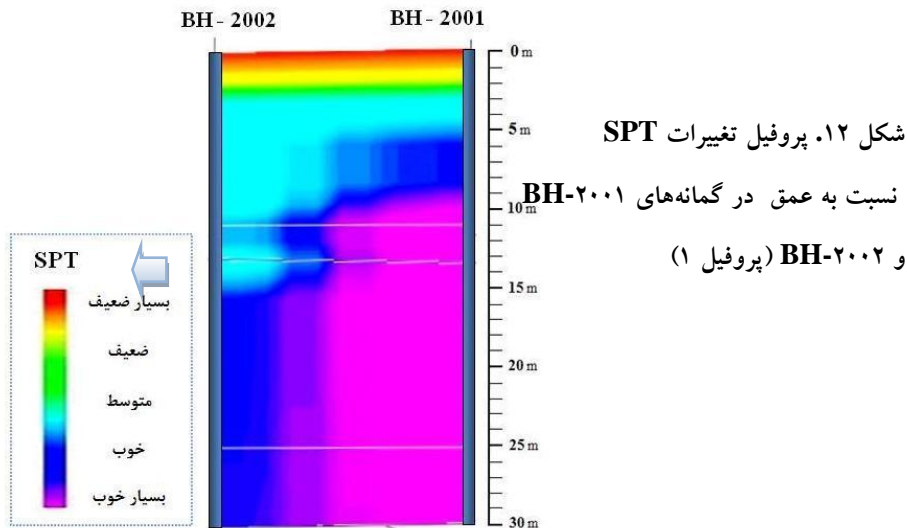 BH - 2002
BH - 2001
0 m
5 m
10 m
15 m
20 m
25 m
30 m
SPT
بسیار ضعیف
ضعیف
متوسط
خوب
بسیار خوب
شکل ۱۲. پروفیل تغییرات SPT
نسبت به عمق در گمانه‌های BH-۲۰۰۱
و BH-۲۰۰۲ (پروفیل ۱)